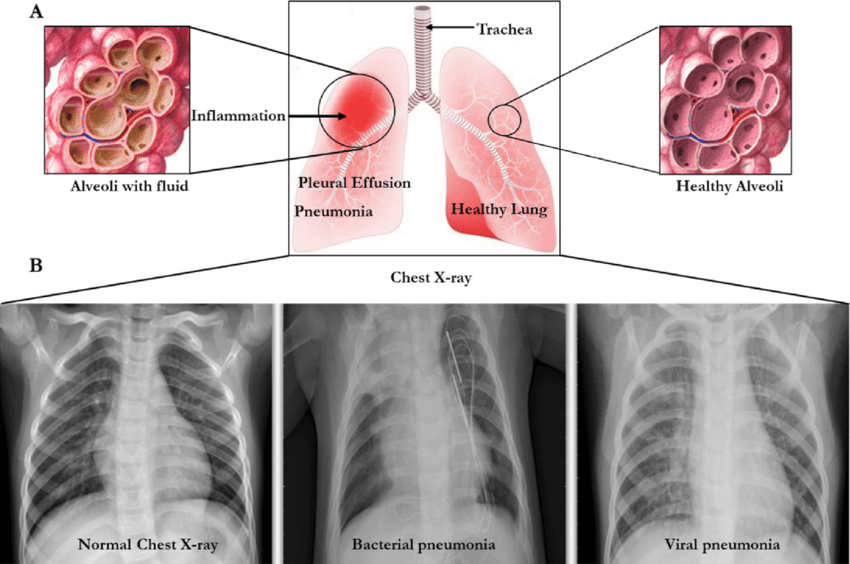 A
Trachea
Inflammation
Alveoli with fluid
Pleural Effusion
Pneumonia
Healthy Lung
Healthy Alveoli
B
Chest X-ray
Normal Chest X-ray
Bacterial pneumonia
Viral pneumonia